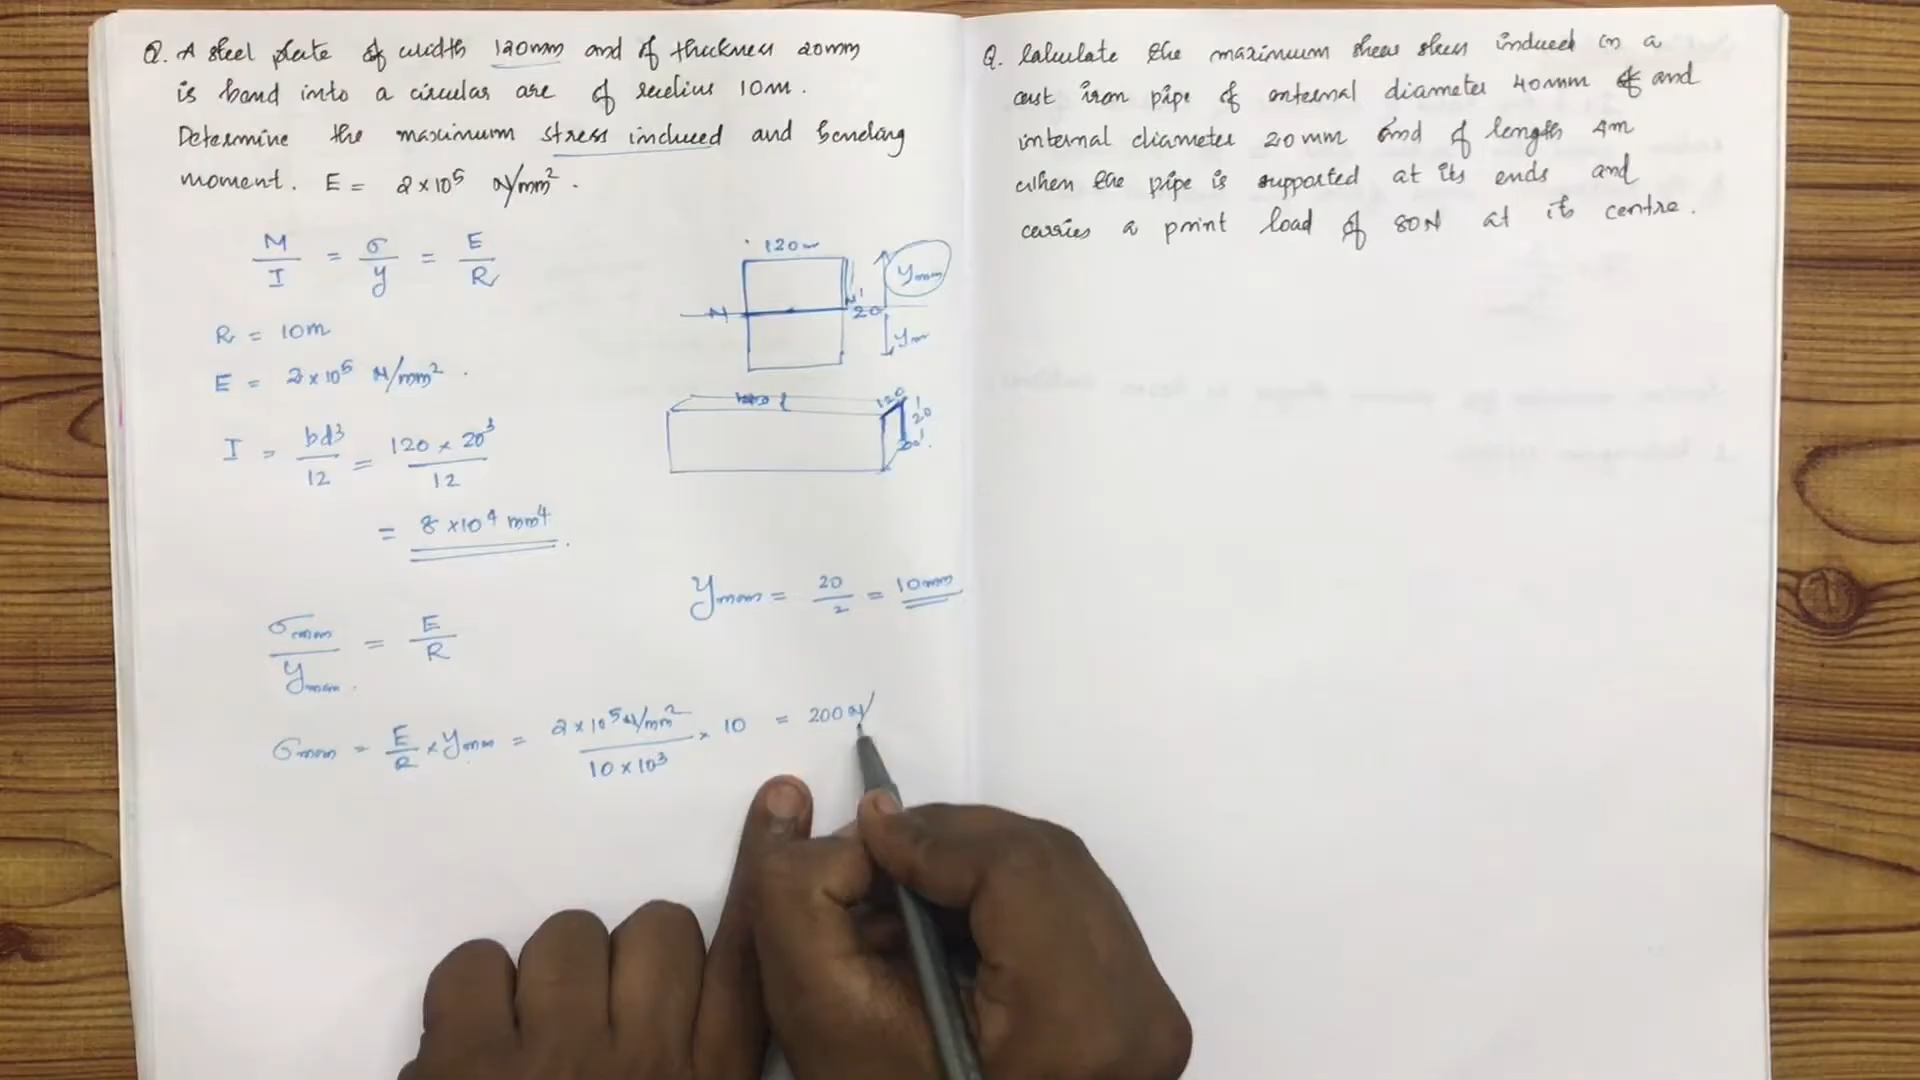 Q. A steel plate of width 120mm and of thickness 20mm
is band into a circular arc of radius 10m.
Determine the maximum stress induced and bending
moment. E = 2×10⁵ N/mm².
M/I = σ/y = E/R
R = 10m
E = 2×10⁵ N/mm².
I = bd³/12 = 120 × 20³/12
= 8×10⁴ mm⁴
σmax/ymax = E/R
σmax = E/R × ymax = 2×10⁵ N/mm²/10×10³ × 10 = 200N/
120
N
20
ymax
ym
120
20
ymax = 20/2 = 10mm
Q. Calculate the maximum shear stress induced in a
cast iron pipe of external diameter 40mm and
internal diameter 20mm and of length 4m
when the pipe is supported at its ends and
carries a point load of 80N at its centre.